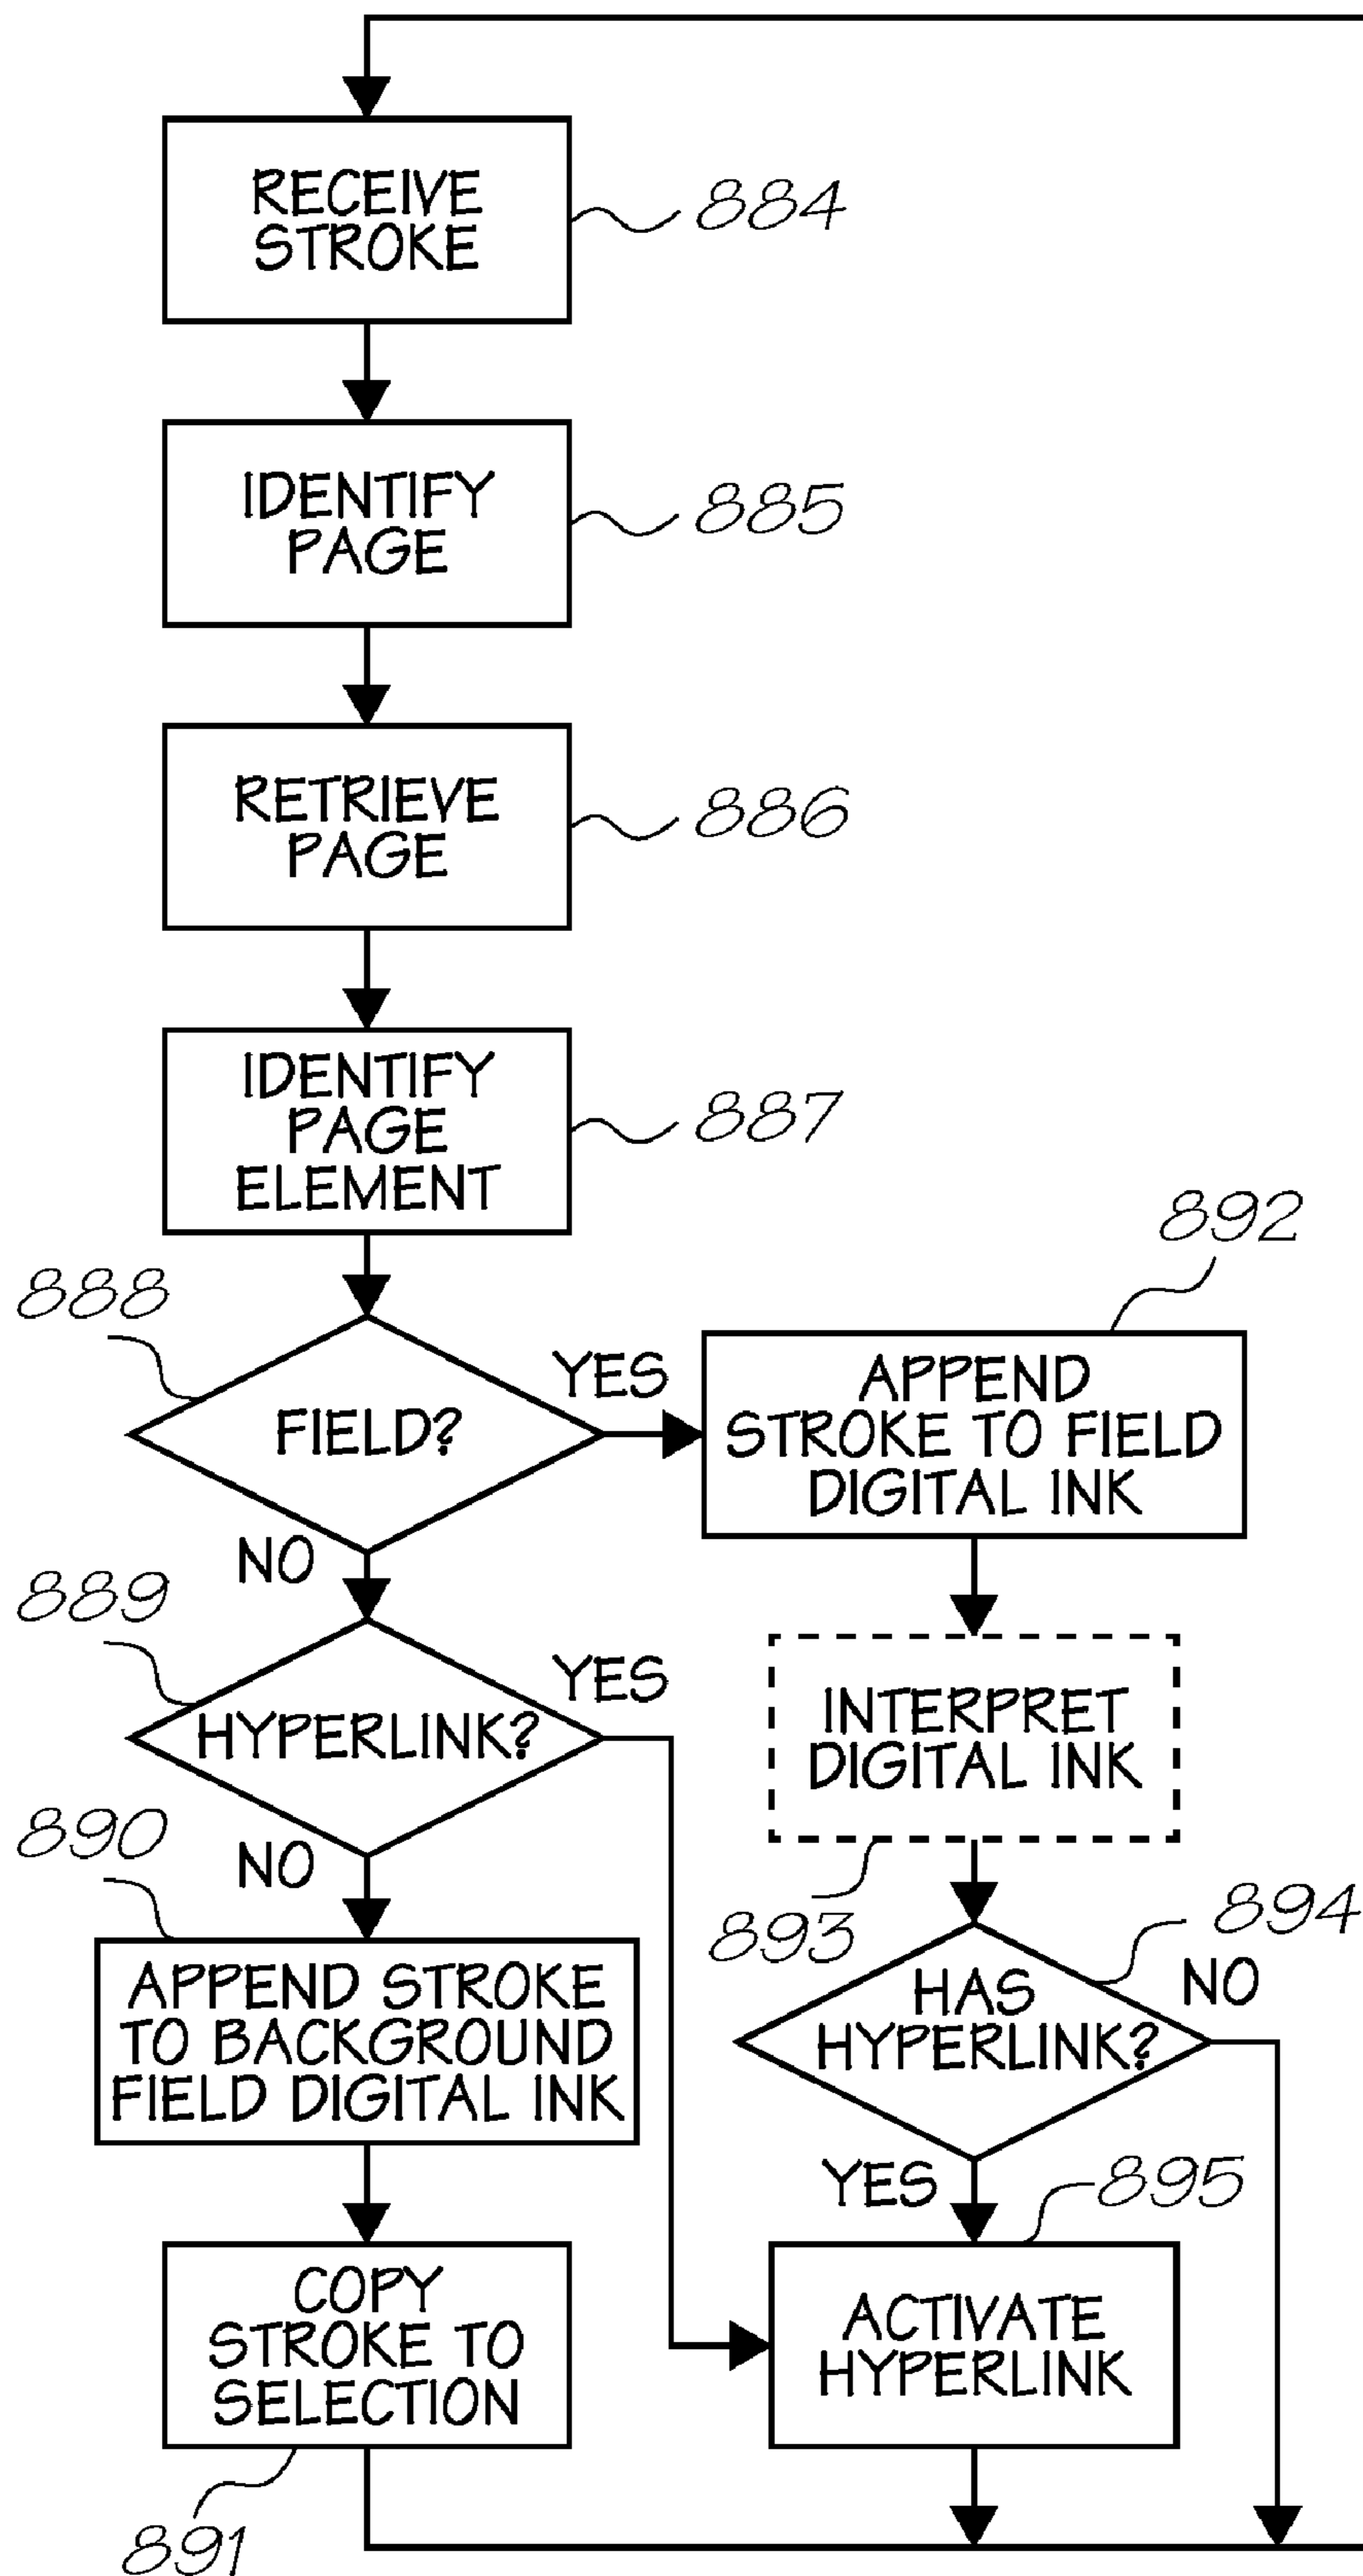 RECEIVE
STROKE
884
IDENTIFY
PAGE
885
RETRIEVE
PAGE
886
IDENTIFY
PAGE
ELEMENT
887
888
FIELD?
YES
NO
892
APPEND
STROKE TO FIELD
DIGITAL INK
889
HYPERLINK?
YES
NO
INTERPRET
DIGITAL INK
893
890
APPEND STROKE
TO BACKGROUND
FIELD DIGITAL INK
894
HAS
HYPERLINK?
NO
YES
895
COPY
STROKE TO
SELECTION
891
ACTIVATE
HYPERLINK